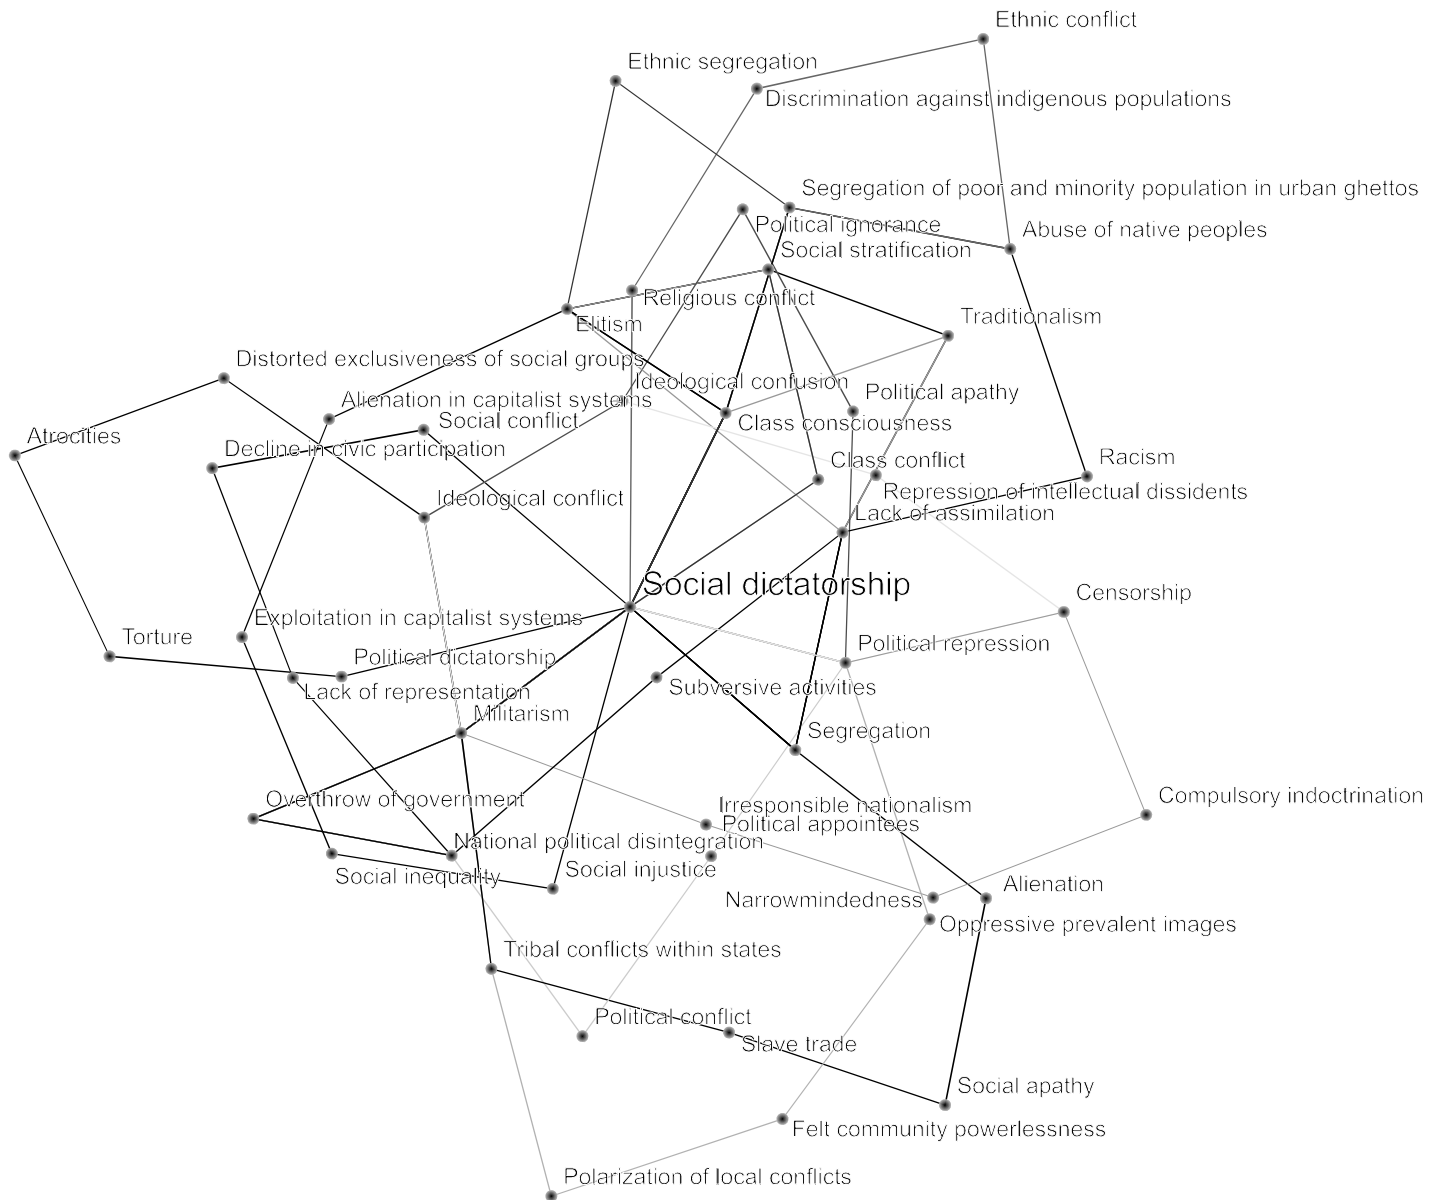 Ethnic conflict
Ethnic segregation
Discrimination against indigenous populations
Segregation of poor and minority population in urban ghettos
Political ignorance
Abuse of native peoples
Social stratification
Religious conflict
Traditionalism
Elitism
Distorted exclusiveness of social groups
Ideological confusion
Political apathy
Alienation in capitalist systems
Social conflict
Class consciousness
Atrocities
Decline in civic participation
Racism
Class conflict
Repression of intellectual dissidents
Ideological conflict
Lack of assimilation
Social dictatorship
Censorship
Exploitation in capitalist systems
Torture
Political repression
Political dictatorship
Subversive activities
Lack of representation
Militarism
Segregation
Compulsory indoctrination
Overthrow of government
Irresponsible nationalism
Political appointees
National political disintegration
Social injustice
Social inequality
Alienation
Narrowmindedness
Oppressive prevalent images
Tribal conflicts within states
Political conflict
Slave trade
Social apathy
Felt community powerlessness
Polarization of local conflicts